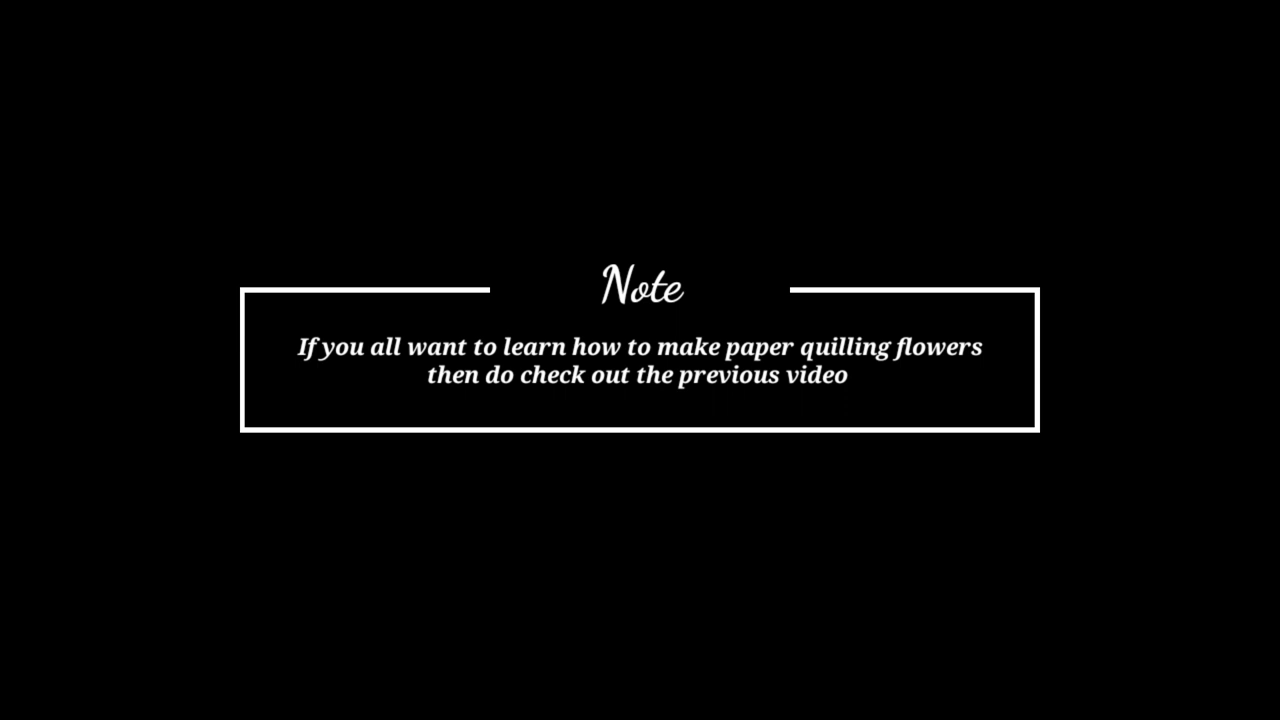 Note
If you all want to learn how to make paper quilling flowers
then do check out the previous video